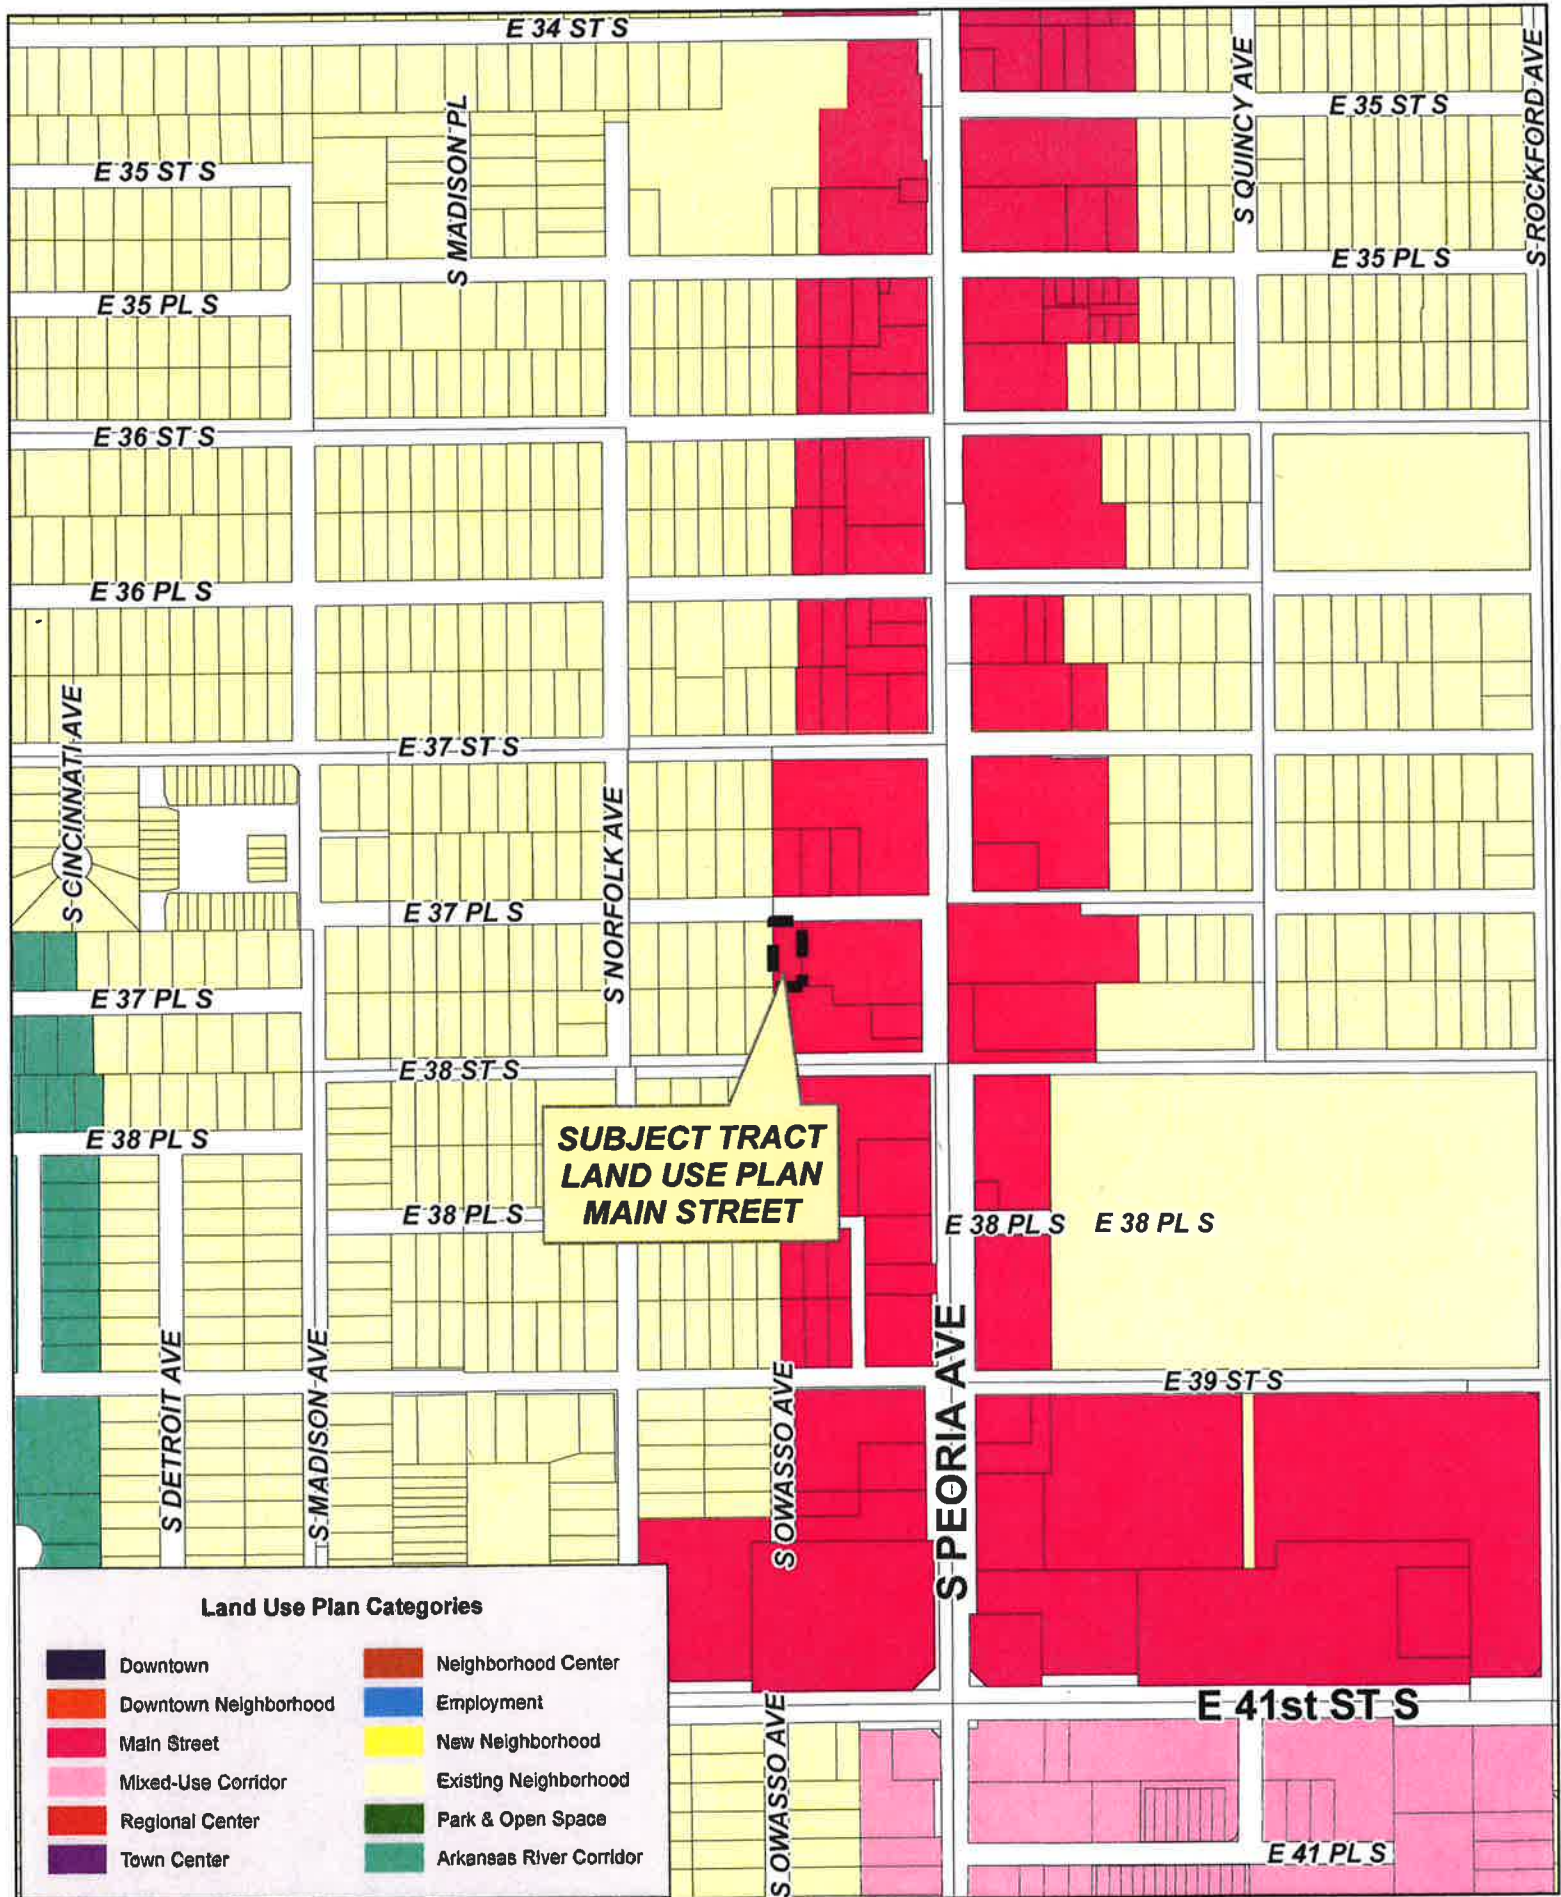 E 34 ST S
S QUINCY AVE
S ROCKFORD AVE
E 35 ST S
S MADISON PL
E 35 ST S
E 35 PL S
E 35 PL S
E 36 ST S
E 36 PL S
S CINCINNATI AVE
E 37 ST S
S NORFOLK AVE
E 37 PL S
E 37 PL S
E 38 ST S
E 38 PL S
SUBJECT TRACT
LAND USE PLAN
MAIN STREET
E 38 PL S
E 38 PL S
E 38 PL S
S PEORIA AVE
S DETROIT AVE
S MADISON AVE
S OWASSO AVE
E 39 ST S
Land Use Plan Categories
Downtown
Downtown Neighborhood
Main Street
Mixed-Use Corridor
Regional Center
Town Center
Neighborhood Center
Employment
New Neighborhood
Existing Neighborhood
Park & Open Space
Arkansas River Corridor
E 41st ST S
S OWASSO AVE
E 41 PL S